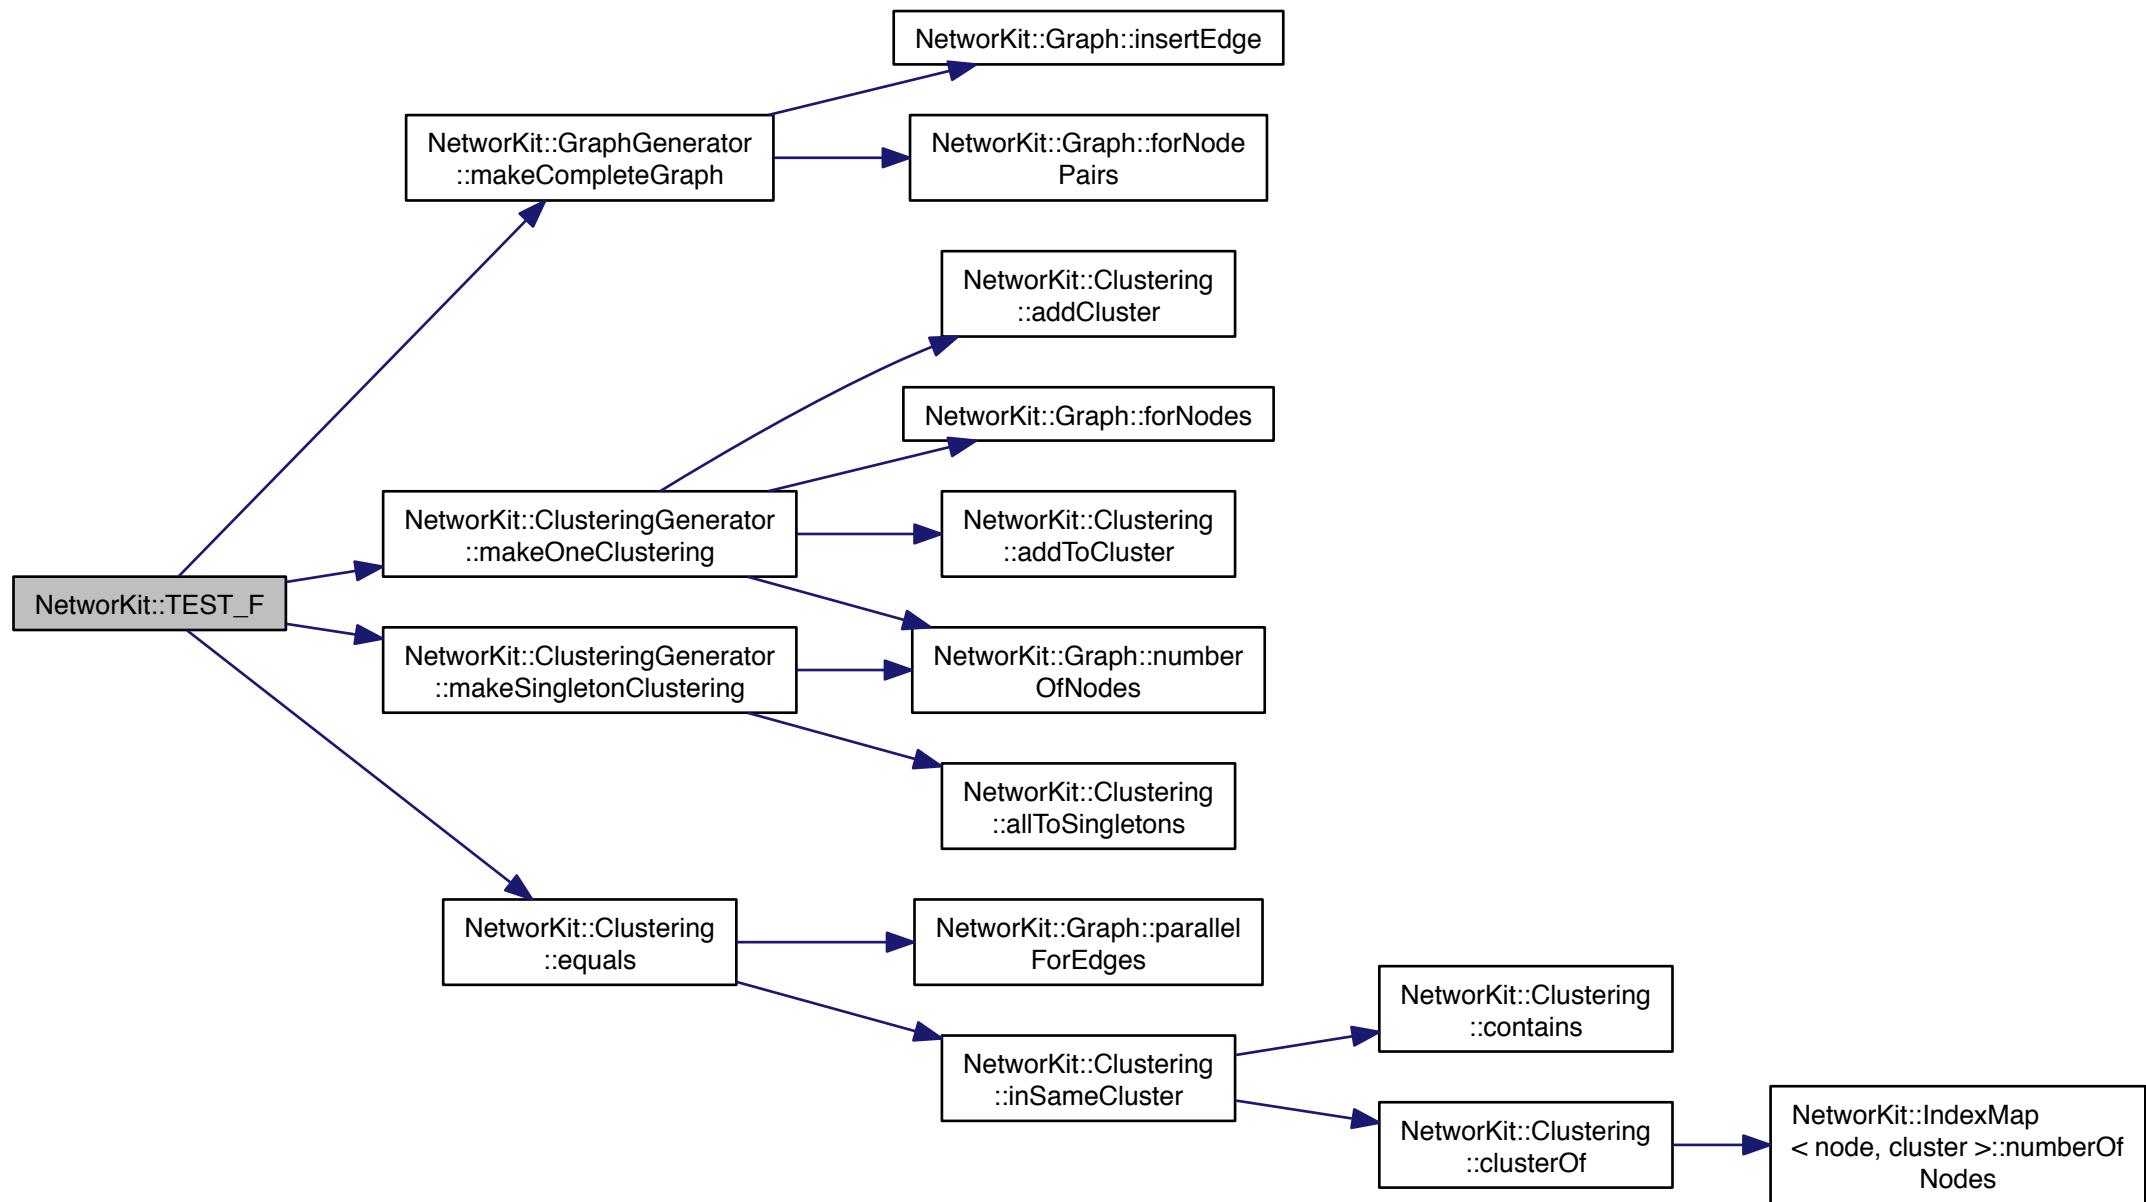 NetworKit::Graph::insertEdge
NetworKit::GraphGenerator
::makeCompleteGraph
NetworKit::Graph::forNode
Pairs
NetworKit::Clustering
::addCluster
NetworKit::Graph::forNodes
NetworKit::ClusteringGenerator
::makeOneClustering
NetworKit::Clustering
::addToCluster
NetworKit::TEST_F
NetworKit::ClusteringGenerator
::makeSingletonClustering
NetworKit::Graph::number
OfNodes
NetworKit::Clustering
::allToSingletons
NetworKit::Clustering
::equals
NetworKit::Graph::parallel
ForEdges
NetworKit::Clustering
::inSameCluster
NetworKit::Clustering
::contains
NetworKit::Clustering
::clusterOf
NetworKit::IndexMap
< node, cluster >::numberOf
Nodes